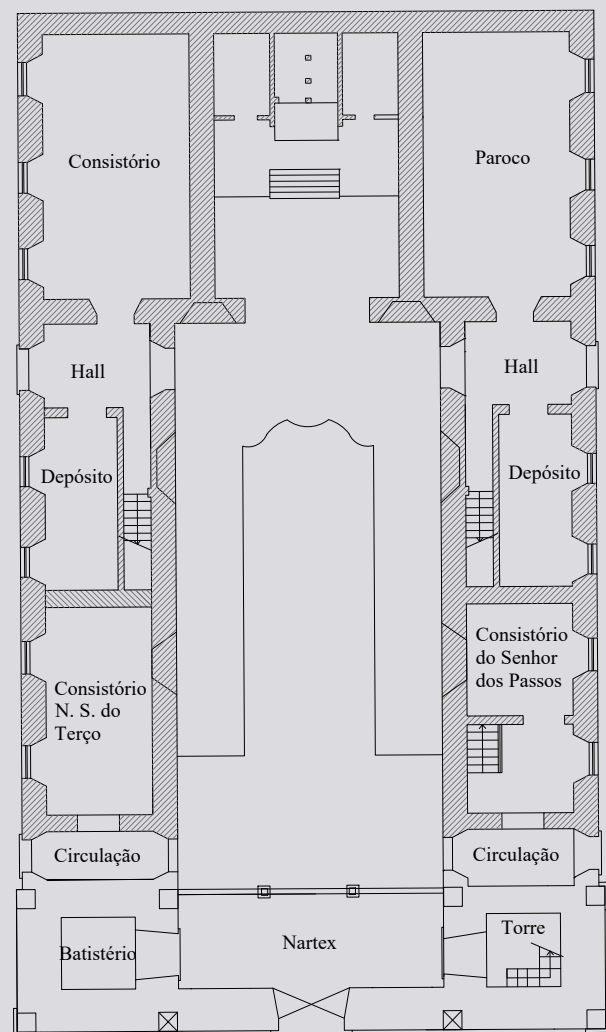 Consistório
Paroco
Hall
Hall
Depósito
Depósito
Consistório
N. S. do
Terço
Consistório
do Senhor
dos Passos
Circulação
Circulação
Batistério
Nartex
Torre